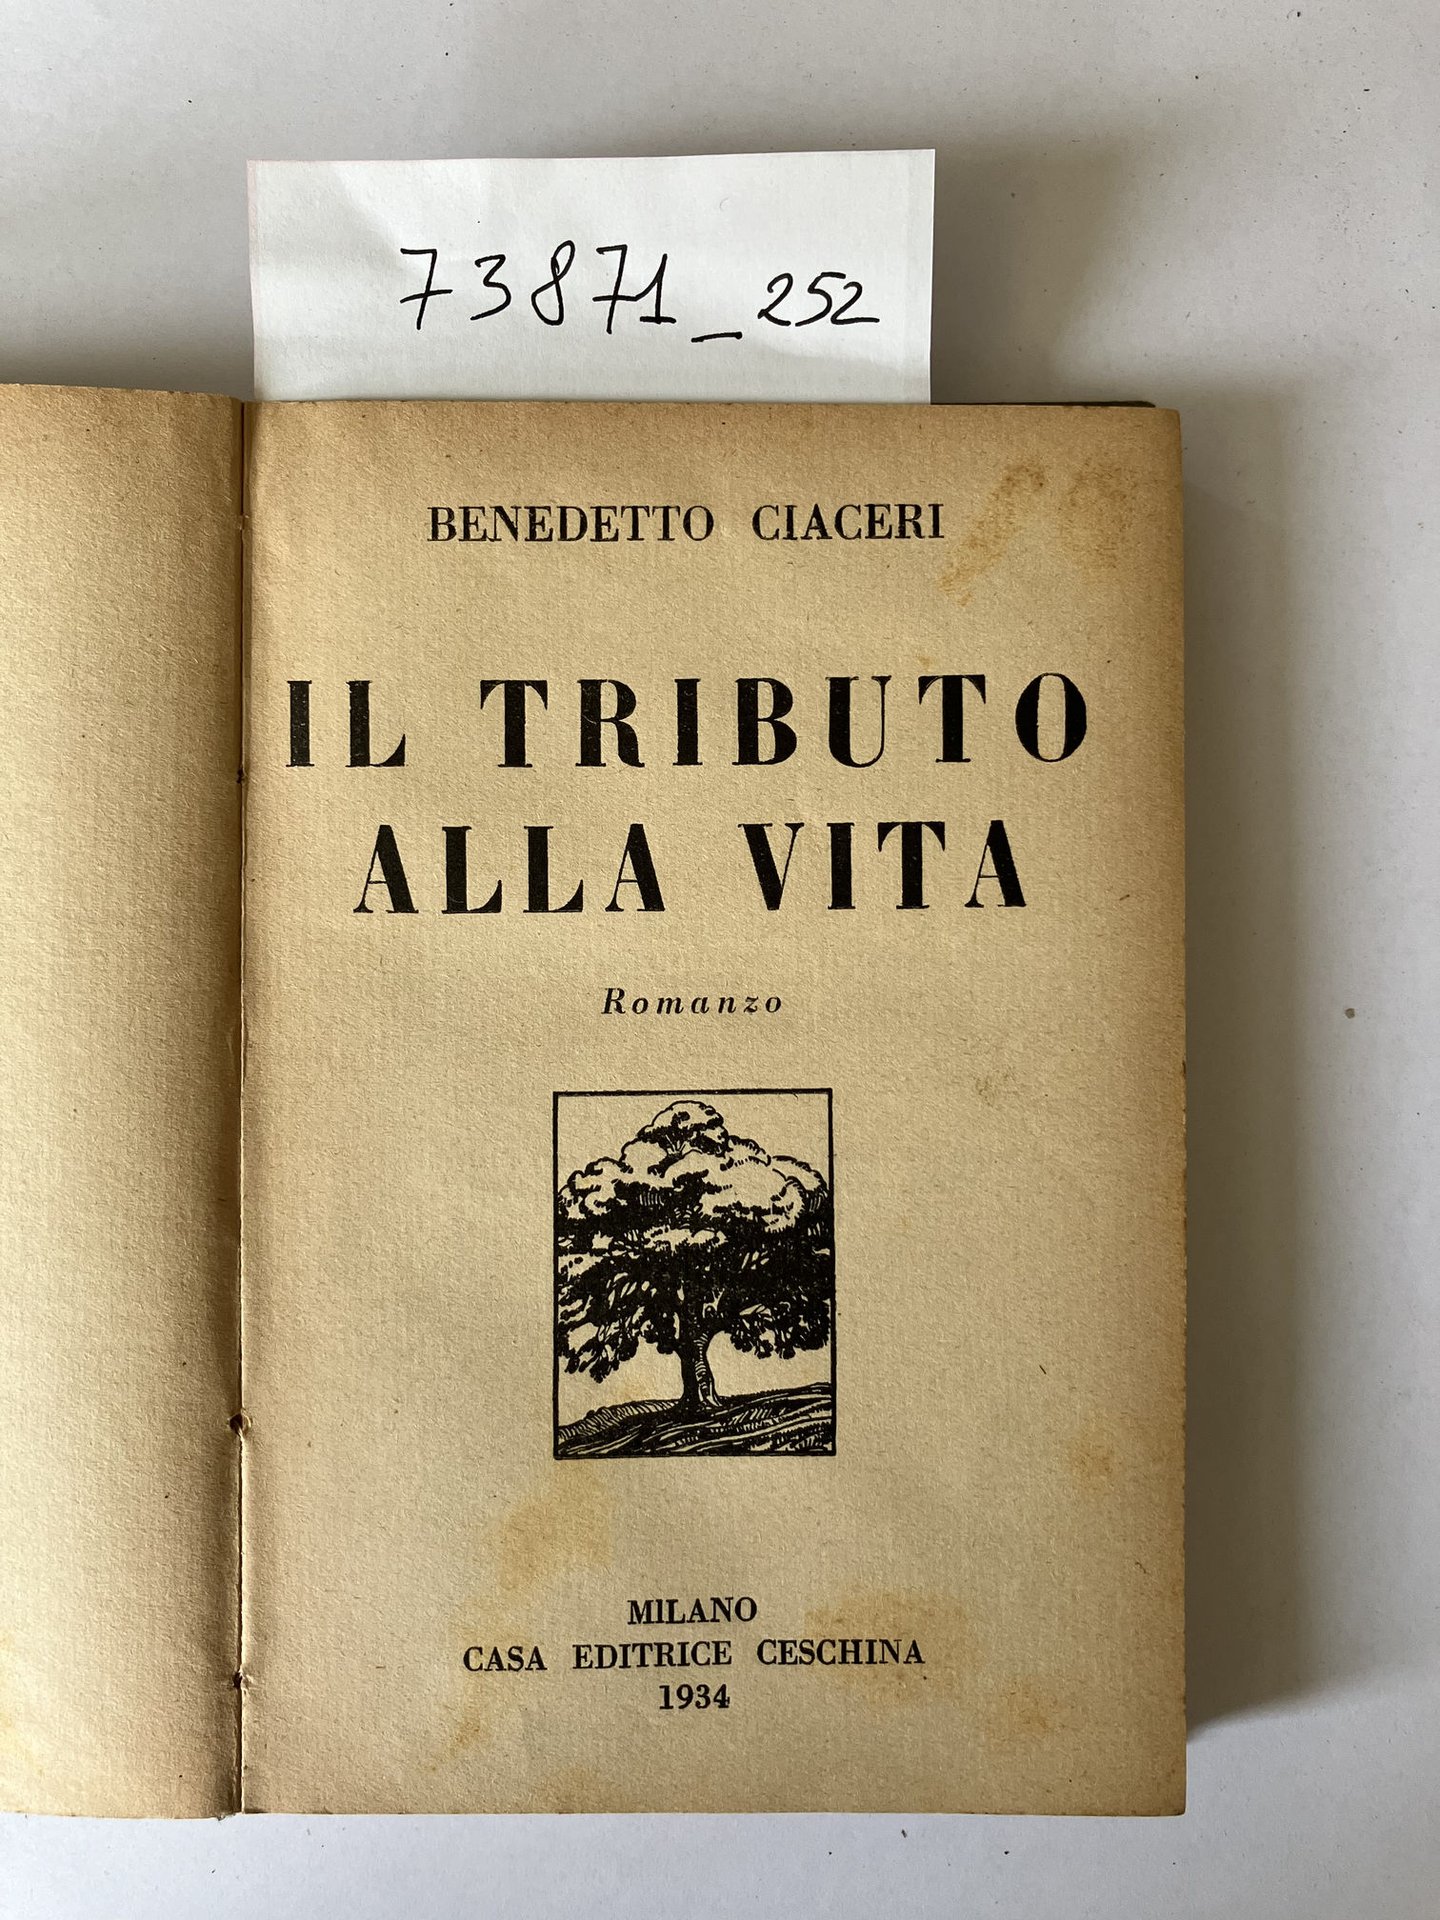 73871_252
BENEDETTO CIACERI
IL TRIBUTO
ALLA VITA
Romanzo
MILANO
CASA EDITRICE CESCHINA
1934